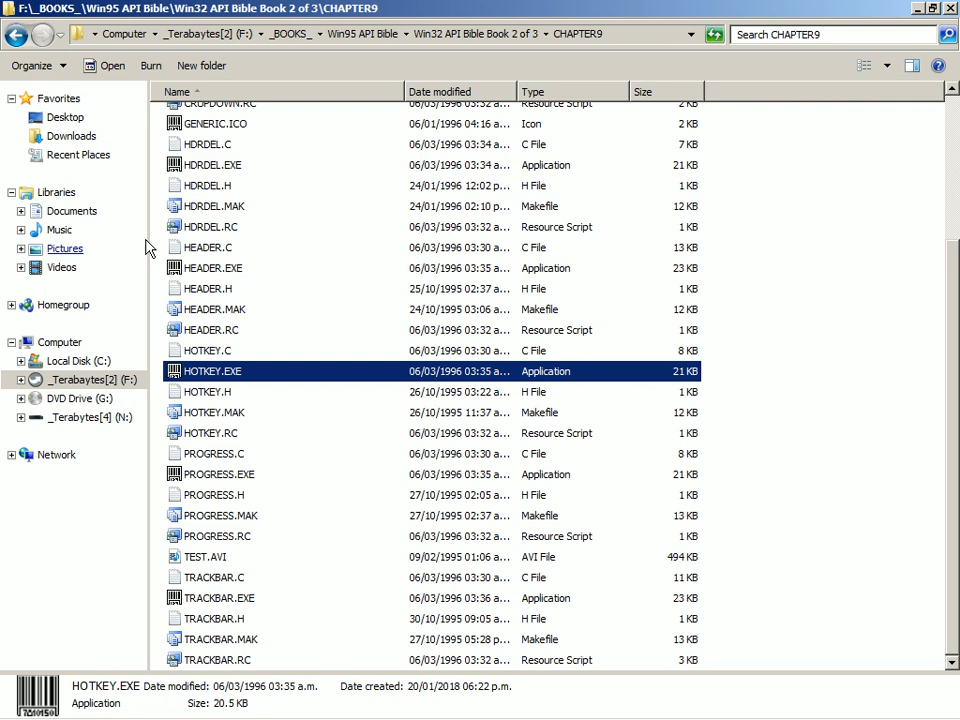 F:\_BOOKS_\Win95 API Bible\Win32 API Bible Book 2 of 3\CHAPTER9
Computer _Terabaytes[2] (F:) _BOOKS_ Win95 API Bible Win32 API Bible Book 2 of 3 CHAPTER9 Search CHAPTER9
Organize Open Burn New folder
Name Date modified Type Size
Favorites
Desktop
Downloads
Recent Places
Libraries
Documents
Music
Pictures
Videos
Homegroup
Computer
Local Disk (C:)
_Terabaytes[2] (F:)
DVD Drive (G:)
_Terabytes[4] (N:)
Network
CROPDOWN.RC 06/03/1996 03:32 a... Resource Script 2 KB
GENERIC.ICO 06/01/1996 04:16 a... Icon 2 KB
HDRDEL.C 06/03/1996 03:34 a... C File 7 KB
HDRDEL.EXE 06/03/1996 03:34 a... Application 21 KB
HDRDEL.H 24/01/1996 12:02 p... H File 1 KB
HDRDEL.MAK 24/01/1996 02:10 p... Makefile 12 KB
HDRDEL.RC 06/03/1996 03:32 a... Resource Script 1 KB
HEADER.C 06/03/1996 03:30 a... C File 13 KB
HEADER.EXE 06/03/1996 03:35 a... Application 23 KB
HEADER.H 25/10/1995 02:37 a... H File 1 KB
HEADER.MAK 24/10/1995 03:06 a... Makefile 12 KB
HEADER.RC 06/03/1996 03:32 a... Resource Script 1 KB
HOTKEY.C 06/03/1996 03:30 a... C File 8 KB
HOTKEY.EXE 06/03/1996 03:35 a... Application 21 KB
HOTKEY.H 26/10/1995 03:22 a... H File 1 KB
HOTKEY.MAK 26/10/1995 11:37 a... Makefile 12 KB
HOTKEY.RC 06/03/1996 03:32 a... Resource Script 1 KB
PROGRESS.C 06/03/1996 03:30 a... C File 8 KB
PROGRESS.EXE 06/03/1996 03:35 a... Application 21 KB
PROGRESS.H 27/10/1995 02:05 a... H File 1 KB
PROGRESS.MAK 27/10/1995 02:37 a... Makefile 13 KB
PROGRESS.RC 06/03/1996 03:32 a... Resource Script 1 KB
TEST.AVI 09/02/1995 01:06 a... AVI File 494 KB
TRACKBAR.C 06/03/1996 03:30 a... C File 11 KB
TRACKBAR.EXE 06/03/1996 03:36 a... Application 23 KB
TRACKBAR.H 30/10/1995 09:05 a... H File 1 KB
TRACKBAR.MAK 27/10/1995 05:28 p... Makefile 13 KB
TRACKBAR.RC 06/03/1996 03:32 a... Resource Script 3 KB
HOTKEY.EXE Date modified: 06/03/1996 03:35 a.m. Date created: 20/01/2018 06:22 p.m.
Application Size: 20.5 KB